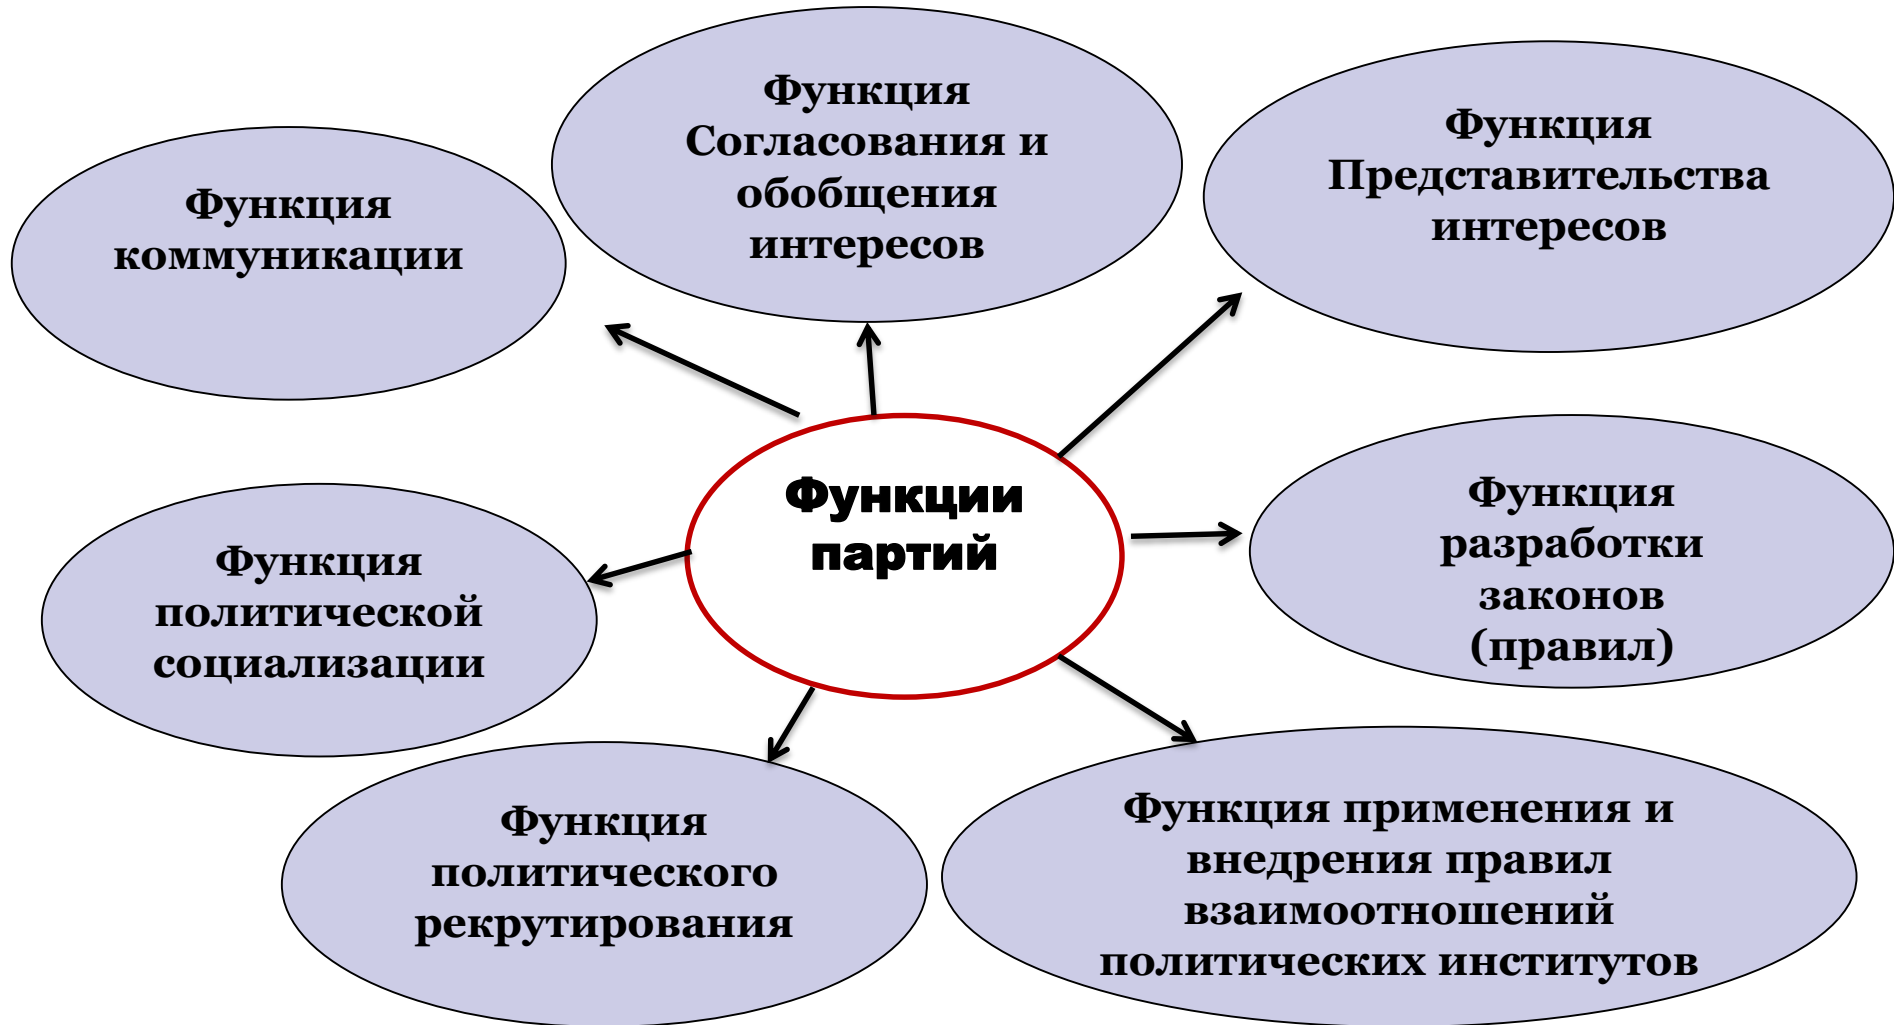 Функция
Согласования и
обобщения
интересов
Функция
Представительства
интересов
Функция
коммуникации
Функции
партий
Функция
разработки
законов
(правил)
Функция
политической
социализации
Функция
политического
рекрутирования
Функция применения и
внедрения правил
взаимоотношений
политических институтов